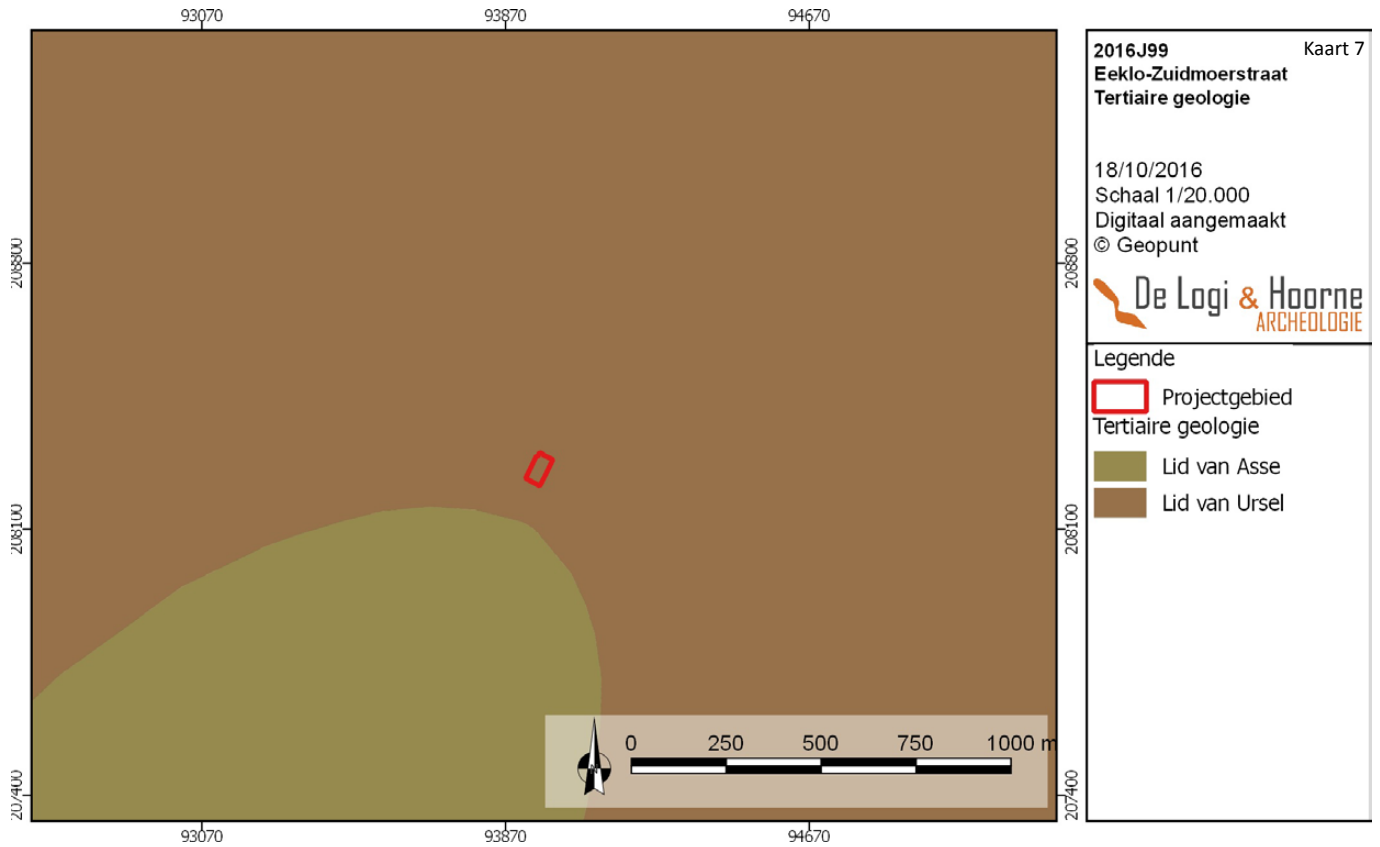 93070 93870 94670
208800 208800
208100 208100
207400 207400
93070 93870 94670
N
0 250 500 750 1000 m
2016J99 Kaart 7
Eeklo-Zuidmoerstraat
Tertiaire geologie
18/10/2016
Schaal 1/20.000
Digitaal aangemaakt
© Geopunt
De Logi & Hoorne
ARCHEOLOGIE
Legende
Projectgebied
Tertiaire geologie
Lid van Asse
Lid van Ursel